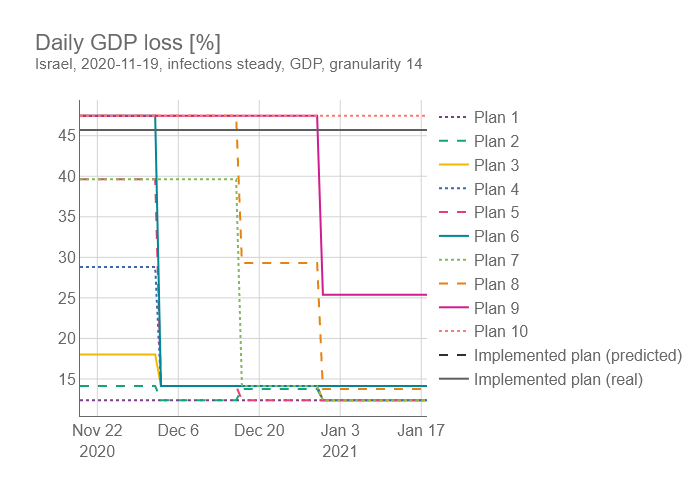 Daily GDP loss [%]
Israel, 2020-11-19, infections steady, GDP, granularity 14
45
40
35
30
25
20
15
Nov 22
2020
Dec 6
Dec 20
Jan 3
2021
Jan 17
Plan 1
Plan 2
Plan 3
Plan 4
Plan 5
Plan 6
Plan 7
Plan 8
Plan 9
Plan 10
Implemented plan (predicted)
Implemented plan (real)